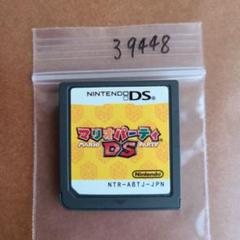 39448
NINTENDO DS
マリオパーティ
MARIO PARTY
DS
Nintendo
NTR-A8TJ-JPN